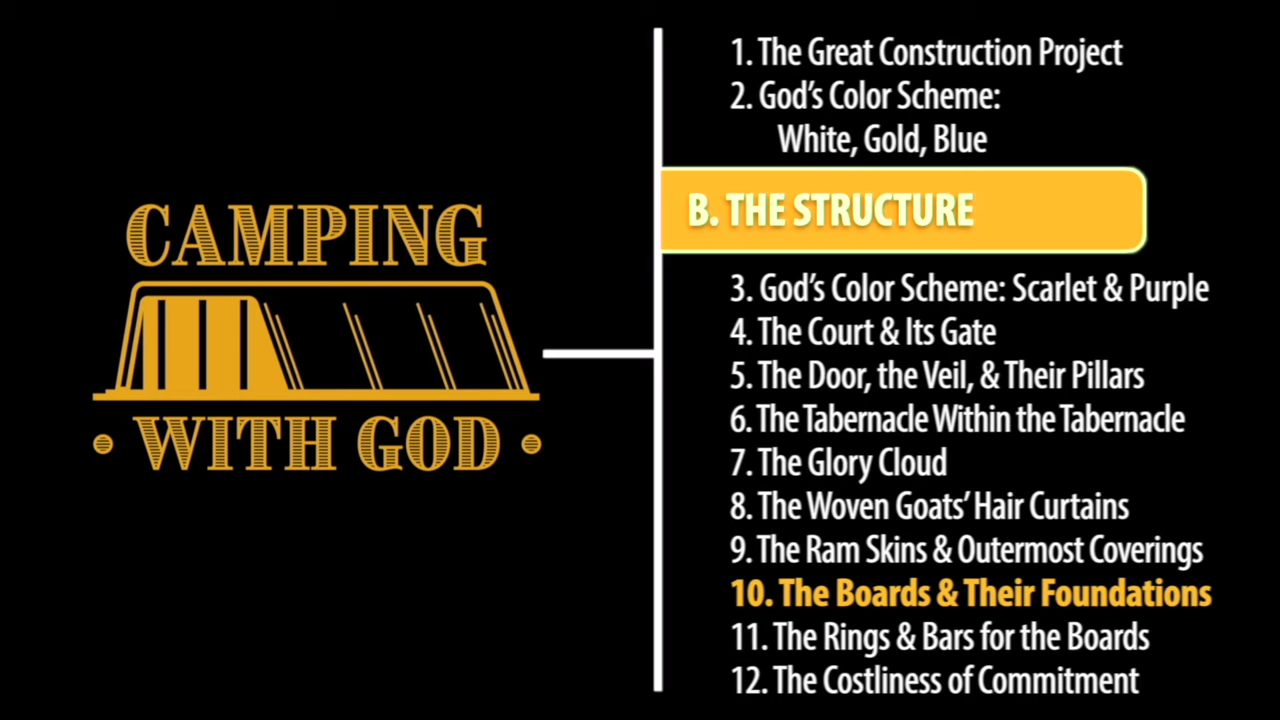 CAMPING
• WITH GOD •
1. The Great Construction Project
2. God's Color Scheme:
White, Gold, Blue
B. THE STRUCTURE
3. God's Color Scheme: Scarlet & Purple
4. The Court & Its Gate
5. The Door, the Veil, & Their Pillars
6. The Tabernacle Within the Tabernacle
7. The Glory Cloud
8. The Woven Goats' Hair Curtains
9. The Ram Skins & Outermost Coverings
10. The Boards & Their Foundations
11. The Rings & Bars for the Boards
12. The Costliness of Commitment